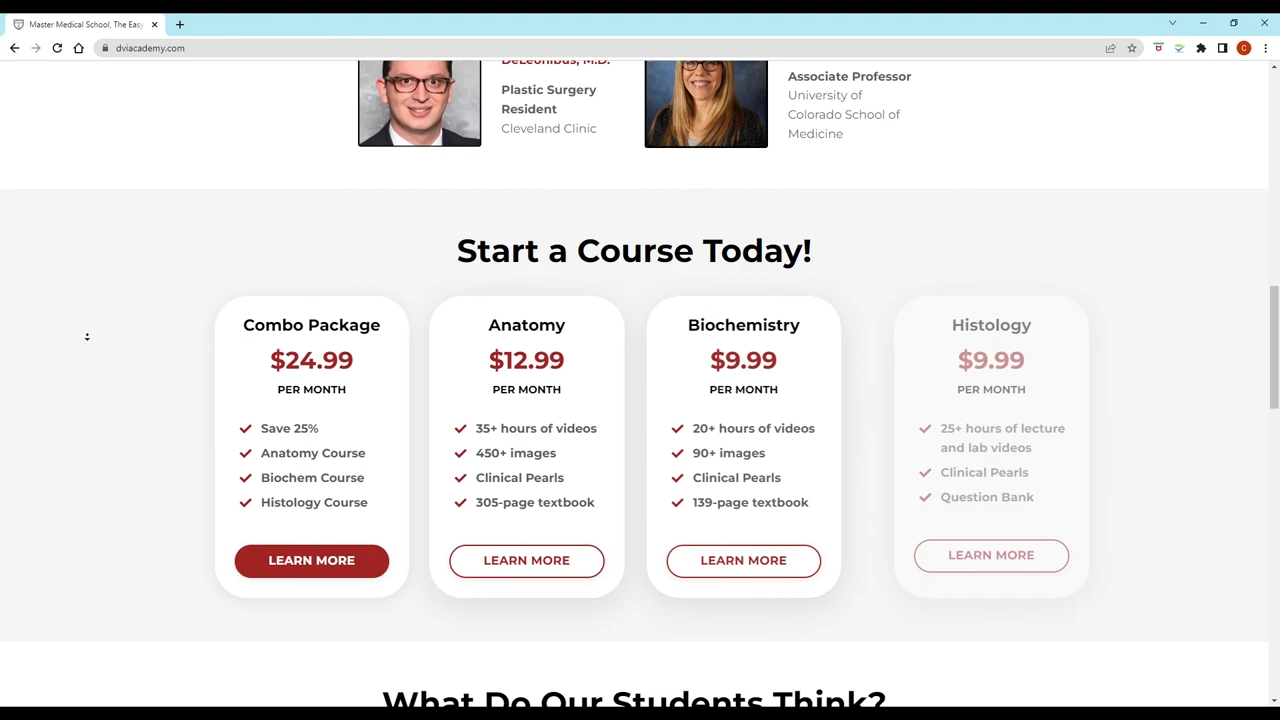 Master Medical School, The Easy
dviacademy.com
DeLeonibus, M.D.
Plastic Surgery
Resident
Cleveland Clinic
Associate Professor
University of
Colorado School of
Medicine
Start a Course Today!
Combo Package
$24.99
PER MONTH
Save 25%
Anatomy Course
Biochem Course
Histology Course
LEARN MORE
Anatomy
$12.99
PER MONTH
35+ hours of videos
450+ images
Clinical Pearls
305-page textbook
LEARN MORE
Biochemistry
$9.99
PER MONTH
20+ hours of videos
90+ images
Clinical Pearls
139-page textbook
LEARN MORE
Histology
$9.99
PER MONTH
25+ hours of lecture
and lab videos
Clinical Pearls
Question Bank
LEARN MORE
What Do Our Students Think?
C